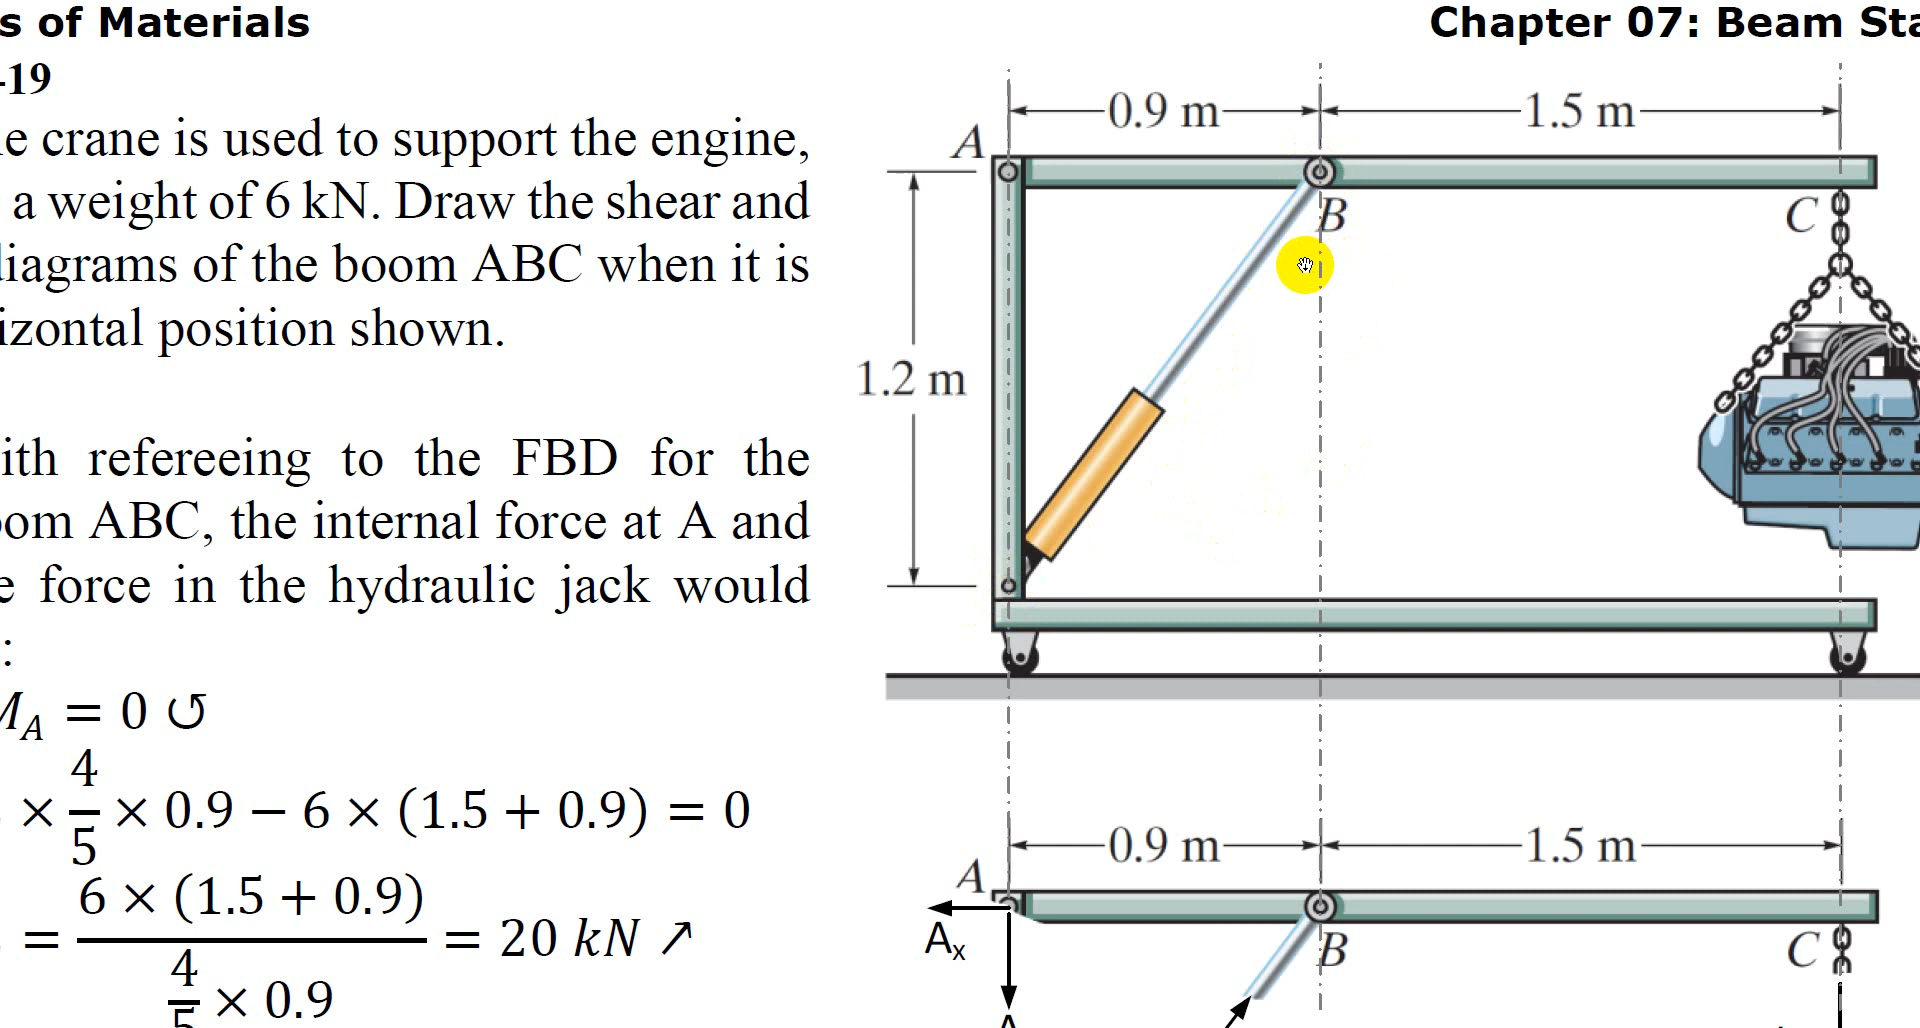 s of Materials
Chapter 07: Beam Sta
-19
e crane is used to support the engine,
a weight of 6 kN. Draw the shear and
diagrams of the boom ABC when it is
izontal position shown.
ith refereeing to the FBD for the
oom ABC, the internal force at A and
e force in the hydraulic jack would
:
M_A = 0 ↺
× 4/5 × 0.9 − 6 × (1.5 + 0.9) = 0
= 6 × (1.5 + 0.9) / (4/5 × 0.9) = 20 kN ↗
0.9 m
1.5 m
A
B
C
1.2 m
0.9 m
1.5 m
A
Ax
B
C